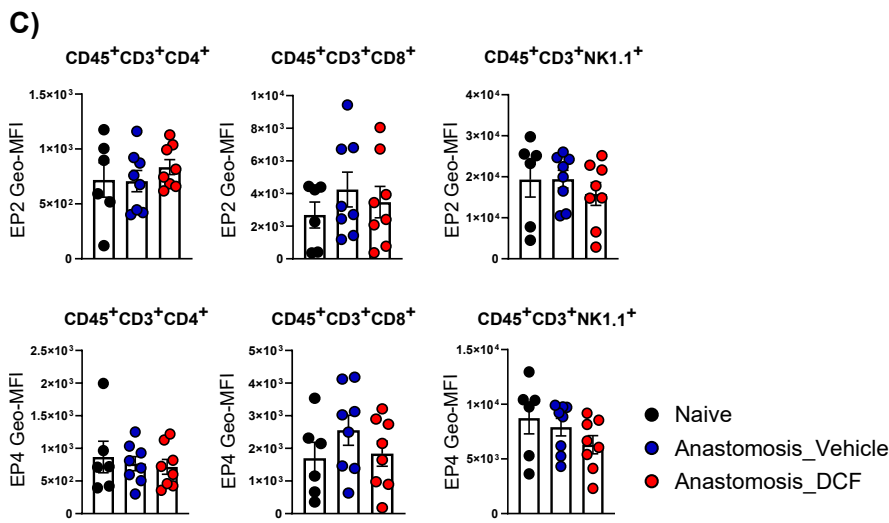 C)
CD45⁺CD3⁺CD4⁺
EP2 Geo-MFI
1.5×10³
1×10³
5×10²
0
CD45⁺CD3⁺CD8⁺
EP2 Geo-MFI
1×10⁴
8×10³
6×10³
4×10³
2×10³
0
CD45⁺CD3⁺NK1.1⁺
EP2 Geo-MFI
4×10⁴
3×10⁴
2×10⁴
1×10⁴
0
CD45⁺CD3⁺CD4⁺
EP4 Geo-MFI
2.5×10³
2×10³
1.5×10³
1×10³
5×10²
0
CD45⁺CD3⁺CD8⁺
EP4 Geo-MFI
5×10³
4×10³
3×10³
2×10³
1×10³
0
CD45⁺CD3⁺NK1.1⁺
EP4 Geo-MFI
1.5×10⁴
1×10⁴
5×10³
0
Naive
Anastomosis_Vehicle
Anastomosis_DCF